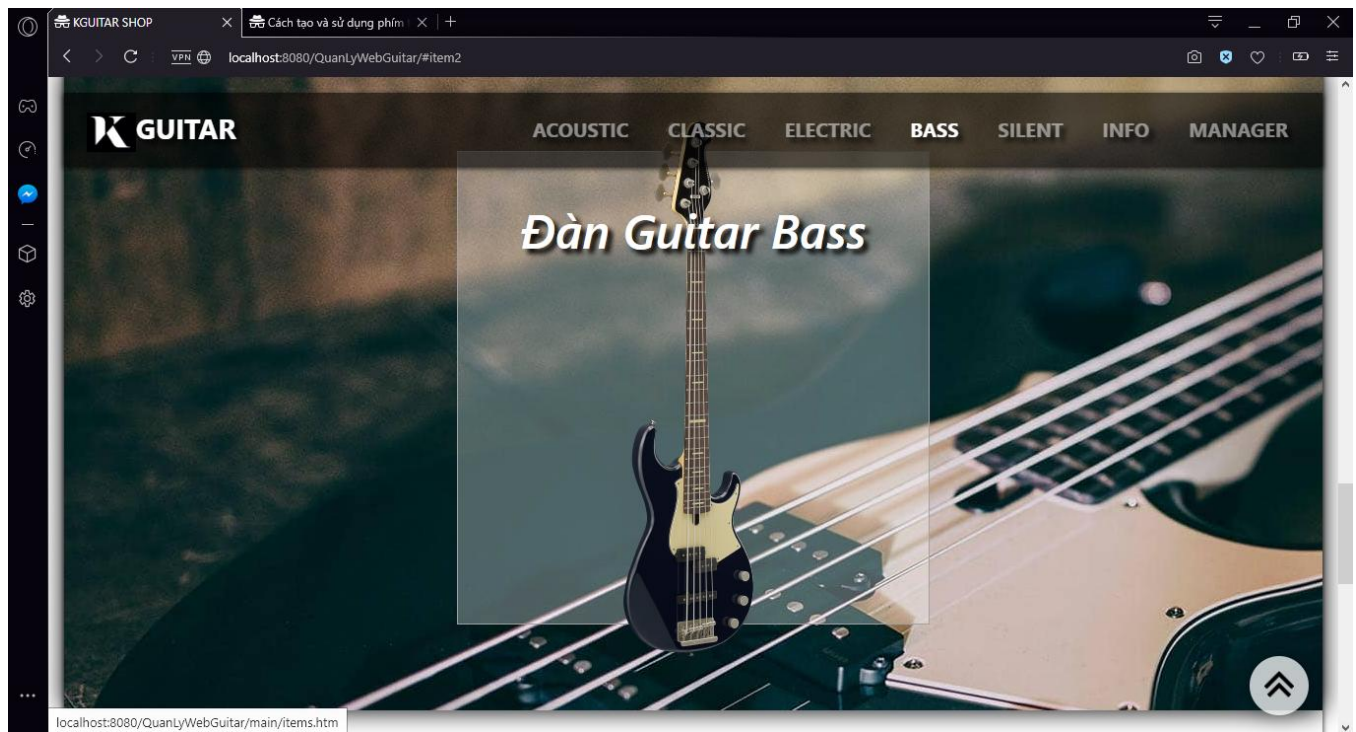 KGUITAR SHOP
Cách tạo và sử dụng phím
VPN
localhost:8080/QuanLyWebGuitar/#item2
K GUITAR
ACOUSTIC CLASSIC ELECTRIC BASS SILENT INFO MANAGER
Đàn Guitar Bass
localhost:8080/QuanLyWebGuitar/main/items.htm